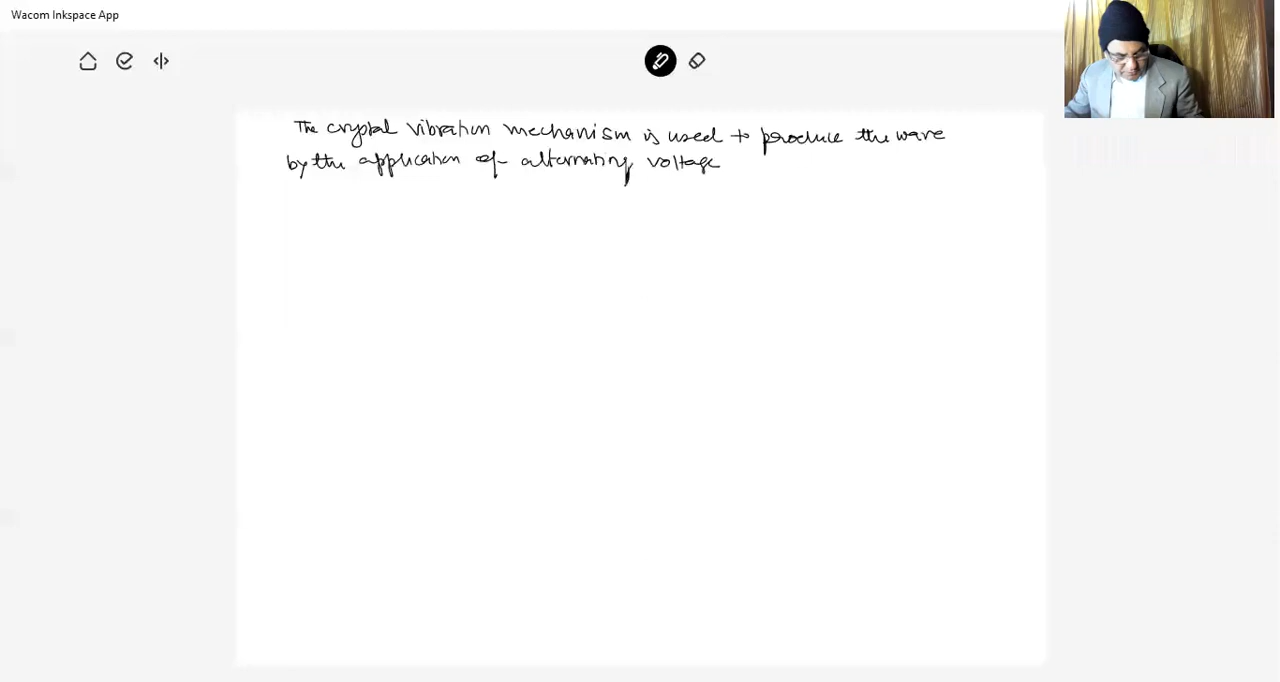 Wacom Inkspace App
The crystal vibration mechanism is used to produce the wave
by the application of alternating voltage